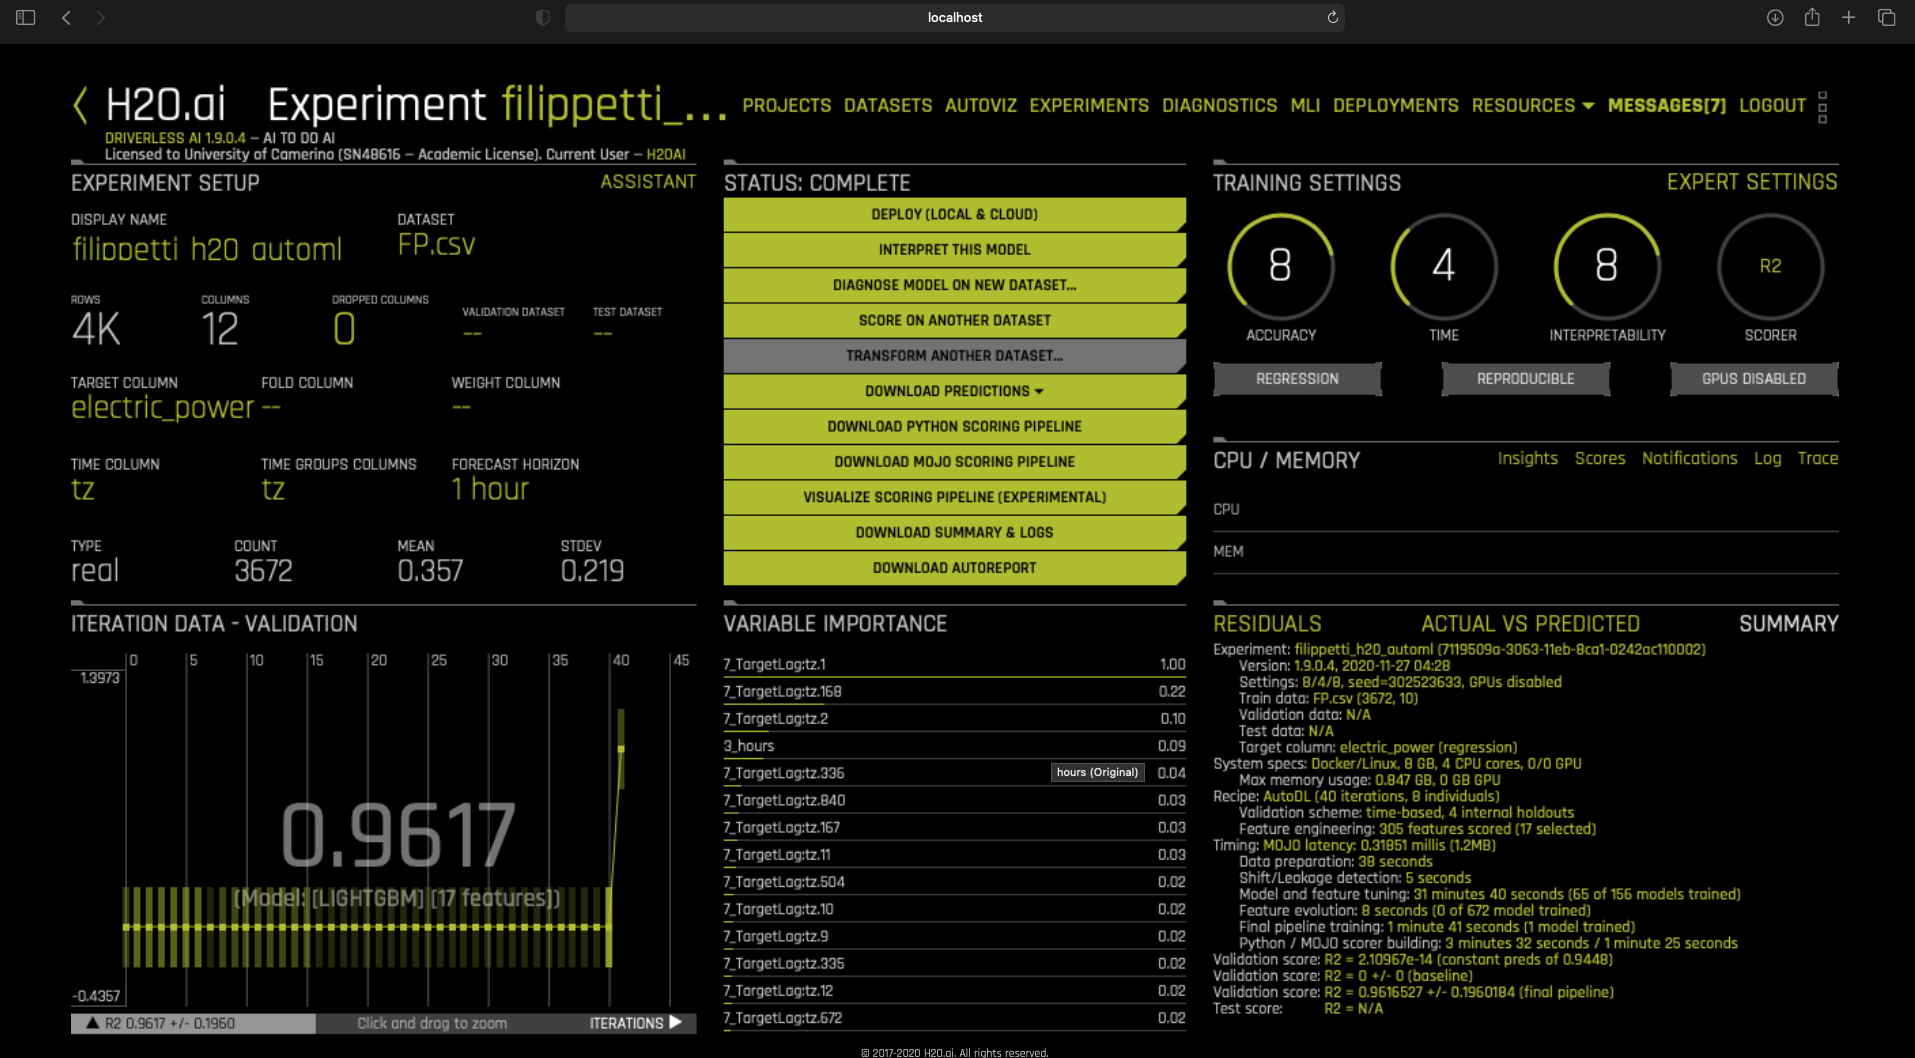 localhost
H2O.ai Experiment filippetti_...
PROJECTS DATASETS AUTOVIZ EXPERIMENTS DIAGNOSTICS MLI DEPLOYMENTS RESOURCES MESSAGES[7] LOGOUT
DRIVERLESS AI 1.9.0.4 – AI TO DO AI
Licensed to University of Camerino (SN48616 – Academic License). Current User – H2OAI
EXPERIMENT SETUP ASSISTANT
DISPLAY NAME DATASET
filippetti h20 automl FP.csv
ROWS COLUMNS DROPPED COLUMNS VALIDATION DATASET TEST DATASET
4K 12 0 -- --
TARGET COLUMN FOLD COLUMN WEIGHT COLUMN
electric_power -- --
TIME COLUMN TIME GROUPS COLUMNS FORECAST HORIZON
tz tz 1 hour
TYPE COUNT MEAN STDEV
real 3672 0.357 0.219
STATUS: COMPLETE
DEPLOY (LOCAL & CLOUD)
INTERPRET THIS MODEL
DIAGNOSE MODEL ON NEW DATASET...
SCORE ON ANOTHER DATASET
TRANSFORM ANOTHER DATASET...
DOWNLOAD PREDICTIONS
DOWNLOAD PYTHON SCORING PIPELINE
DOWNLOAD MOJO SCORING PIPELINE
VISUALIZE SCORING PIPELINE (EXPERIMENTAL)
DOWNLOAD SUMMARY & LOGS
DOWNLOAD AUTOREPORT
TRAINING SETTINGS EXPERT SETTINGS
8 4 8 R2
ACCURACY TIME INTERPRETABILITY SCORER
REGRESSION REPRODUCIBLE GPUS DISABLED
CPU / MEMORY Insights Scores Notifications Log Trace
CPU
MEM
ITERATION DATA - VALIDATION
0 5 10 15 20 25 30 35 40 45
1.3973
0.9617
(Model: [LIGHTGBM] [17 features])
-0.4357
R2 0.9617 +/- 0.1960 Click and drag to zoom ITERATIONS
VARIABLE IMPORTANCE
7_TargetLag:tz.1 1.00
7_TargetLag:tz.168 0.22
7_TargetLag:tz.2 0.10
3_hours 0.09
7_TargetLag:tz.336 hours (Original) 0.04
7_TargetLag:tz.840 0.03
7_TargetLag:tz.167 0.03
7_TargetLag:tz.11 0.03
7_TargetLag:tz.504 0.02
7_TargetLag:tz.10 0.02
7_TargetLag:tz.9 0.02
7_TargetLag:tz.335 0.02
7_TargetLag:tz.12 0.02
7_TargetLag:tz.672 0.02
RESIDUALS ACTUAL VS PREDICTED SUMMARY
Experiment: filippetti_h20_automl (7119509a-3063-11eb-8ca1-0242ac110002)
Version: 1.9.0.4, 2020-11-27 04:28
Settings: 8/4/8, seed=302523633, GPUs disabled
Train data: FP.csv (3672, 10)
Validation data: N/A
Test data: N/A
Target column: electric_power (regression)
System specs: Docker/Linux, 8 GB, 4 CPU cores, 0/0 GPU
Max memory usage: 0.847 GB, 0 GB GPU
Recipe: AutoDL (40 iterations, 8 individuals)
Validation scheme: time-based, 4 internal holdouts
Feature engineering: 305 features scored (17 selected)
Timing: MOJO latency: 0.31851 millis (1.2MB)
Data preparation: 38 seconds
Shift/Leakage detection: 5 seconds
Model and feature tuning: 31 minutes 40 seconds (65 of 156 models trained)
Feature evolution: 8 seconds (0 of 672 model trained)
Final pipeline training: 1 minute 41 seconds (1 model trained)
Python / MOJO scorer building: 3 minutes 32 seconds / 1 minute 25 seconds
Validation score: R2 = 2.10967e-14 (constant preds of 0.9448)
Validation score: R2 = 0 +/- 0 (baseline)
Validation score: R2 = 0.9616527 +/- 0.1960184 (final pipeline)
Test score: R2 = N/A
© 2017-2020 H2O.ai. All rights reserved.